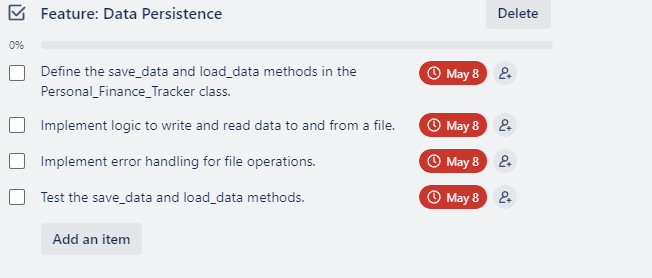 Feature: Data Persistence
Delete
0%
Define the save_data and load_data methods in the
Personal_Finance_Tracker class.
May 8
Implement logic to write and read data to and from a file.
May 8
Implement error handling for file operations.
May 8
Test the save_data and load_data methods.
May 8
Add an item